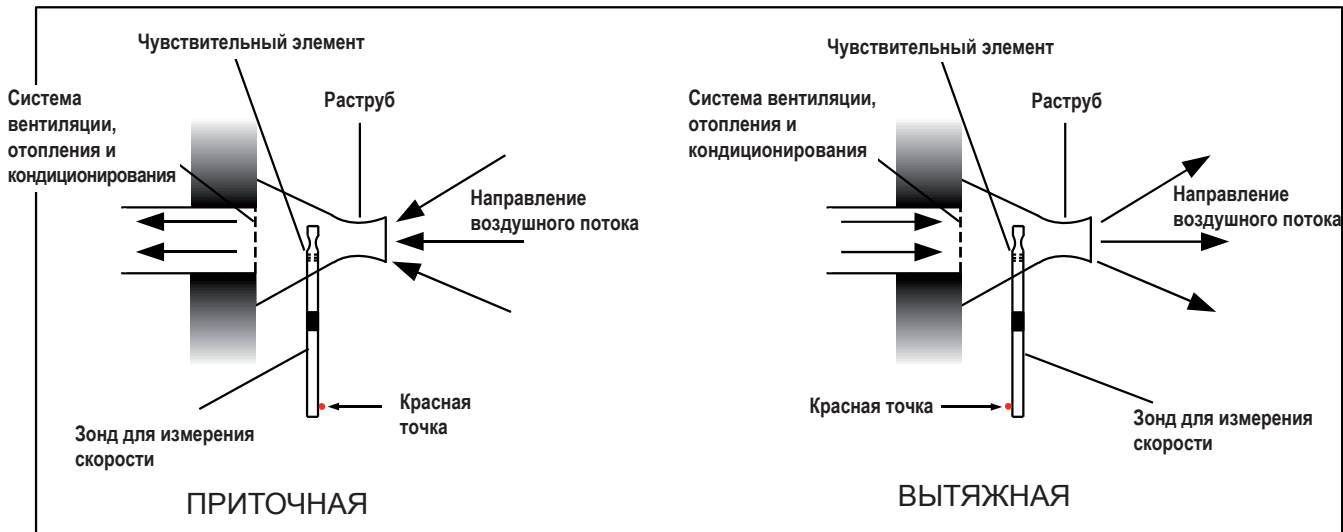 Чувствительный элемент
Система
вентиляции,
отопления и
кондиционирования
Раструб
Направление
воздушного потока
Красная
точка
Зонд для измерения
скорости
ПРИТОЧНАЯ
Чувствительный элемент
Система вентиляции,
отопления и
кондиционирования
Раструб
Направление
воздушного потока
Красная точка
Зонд для измерения
скорости
ВЫТЯЖНАЯ